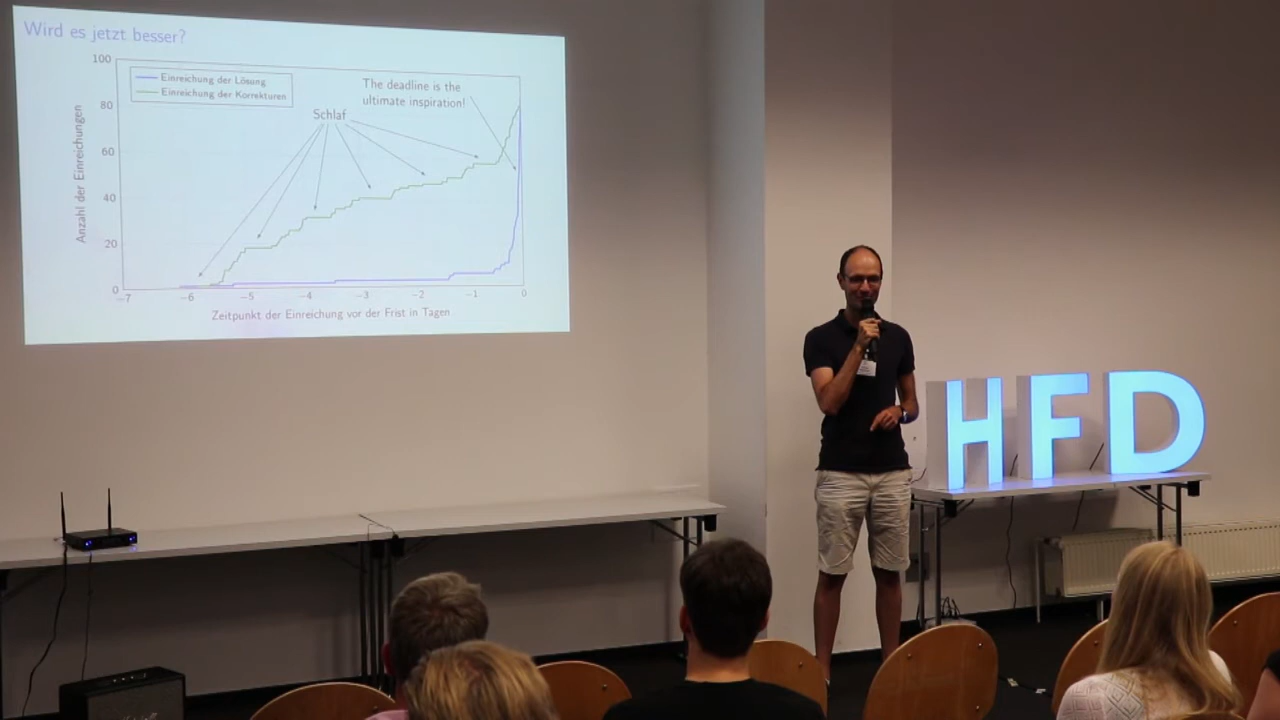 Wird es jetzt besser?
Einreichung der Lösung
Einreichung der Korrekturen
The deadline is the
ultimate inspiration!
Schlaf
Anzahl der Einreichungen
100
80
60
40
20
0
−7 −6 −5 −4 −3 −2 −1 0
Zeitpunkt der Einreichung vor der Frist in Tagen
HFD